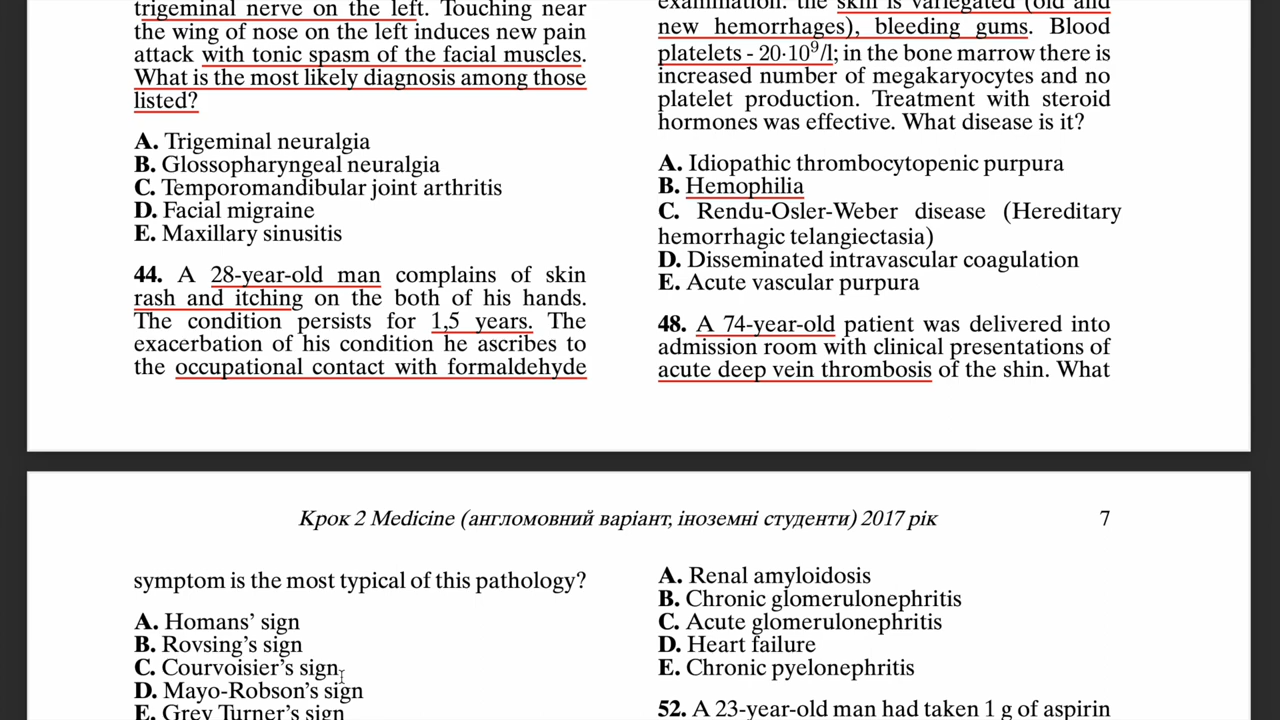 trigeminal nerve on the left. Touching near
the wing of nose on the left induces new pain
attack with tonic spasm of the facial muscles.
What is the most likely diagnosis among those
listed?
A. Trigeminal neuralgia
B. Glossopharyngeal neuralgia
C. Temporomandibular joint arthritis
D. Facial migraine
E. Maxillary sinusitis
44. A 28-year-old man complains of skin
rash and itching on the both of his hands.
The condition persists for 1,5 years. The
exacerbation of his condition he ascribes to
the occupational contact with formaldehyde
examination: the skin is variegated (old and
new hemorrhages), bleeding gums. Blood
platelets - 20·10⁹/l; in the bone marrow there is
increased number of megakaryocytes and no
platelet production. Treatment with steroid
hormones was effective. What disease is it?
A. Idiopathic thrombocytopenic purpura
B. Hemophilia
C. Rendu-Osler-Weber disease (Hereditary
hemorrhagic telangiectasia)
D. Disseminated intravascular coagulation
E. Acute vascular purpura
48. A 74-year-old patient was delivered into
admission room with clinical presentations of
acute deep vein thrombosis of the shin. What
Крок 2 Medicine (англомовний варіант, іноземні студенти) 2017 рік 7
symptom is the most typical of this pathology?
A. Homans' sign
B. Rovsing's sign
C. Courvoisier's sign
D. Mayo-Robson's sign
E. Grey Turner's sign
A. Renal amyloidosis
B. Chronic glomerulonephritis
C. Acute glomerulonephritis
D. Heart failure
E. Chronic pyelonephritis
52. A 23-year-old man had taken 1 g of aspirin